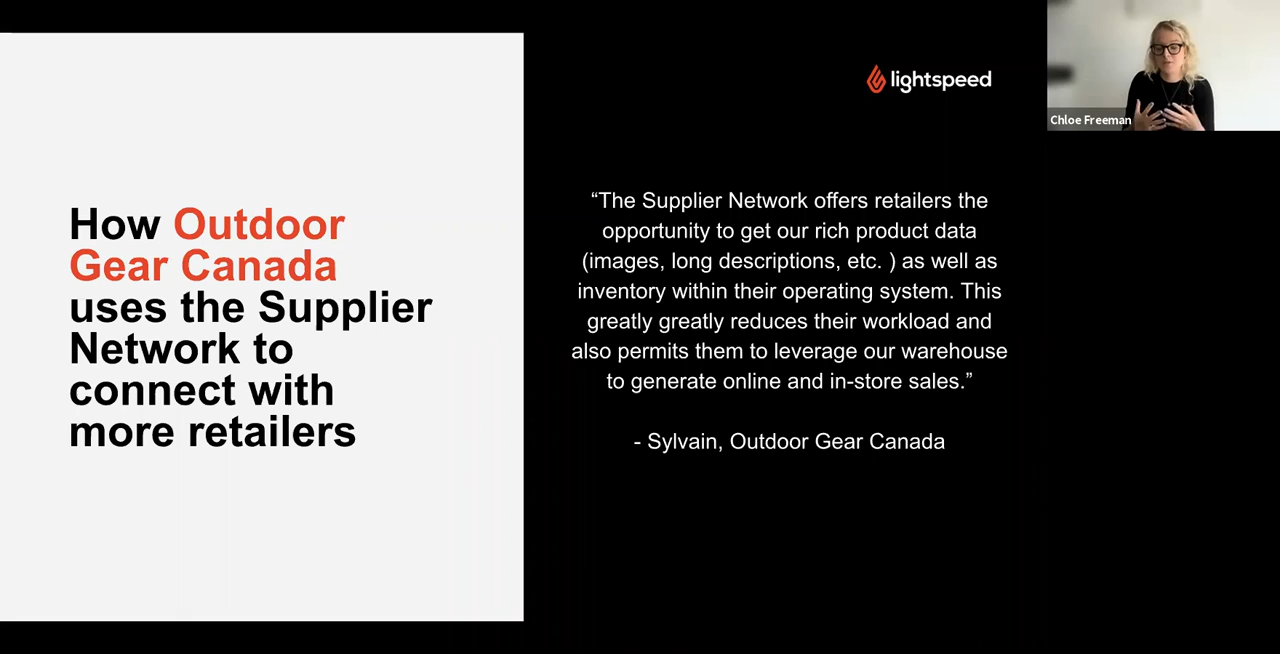 How Outdoor
Gear Canada
uses the Supplier
Network to
connect with
more retailers
lightspeed
“The Supplier Network offers retailers the
opportunity to get our rich product data
(images, long descriptions, etc. ) as well as
inventory within their operating system. This
greatly greatly reduces their workload and
also permits them to leverage our warehouse
to generate online and in-store sales.”
- Sylvain, Outdoor Gear Canada
Chloe Freeman